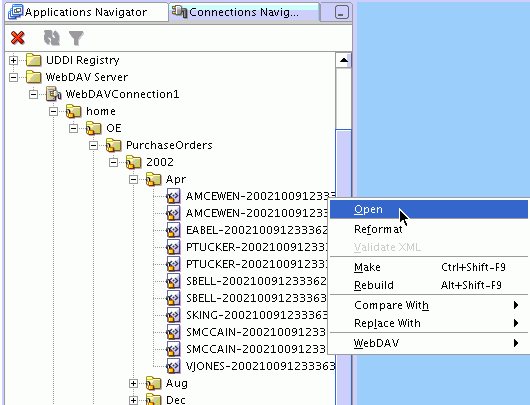 Applications Navigator
Connections Navig...
UDDI Registry
WebDAV Server
WebDAVConnection1
home
OE
PurchaseOrders
2002
Apr
AMCEWEN-200210091233
AMCEWEN-200210091233
EABEL-20021009123336
PTUCKER-200210091233
PTUCKER-200210091233
SBELL-20021009123336
SBELL-20021009123336
SKING-20021009123336
SMCCAIN-200210091233
SMCCAIN-200210091233
VJONES-2002100912333
Aug
Dec
Open
Reformat
Validate XML
Make Ctrl+Shift-F9
Rebuild Alt+Shift-F9
Compare With
Replace With
WebDAV